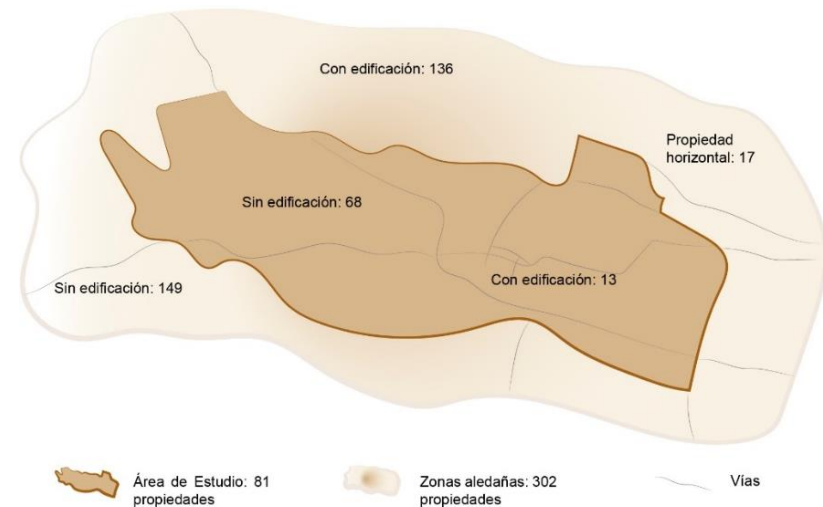 Con edificación: 136
Propiedad
horizontal: 17
Sin edificación: 68
Con edificación: 13
Sin edificación: 149
Área de Estudio: 81
propiedades
Zonas aledañas: 302
propiedades
Vías